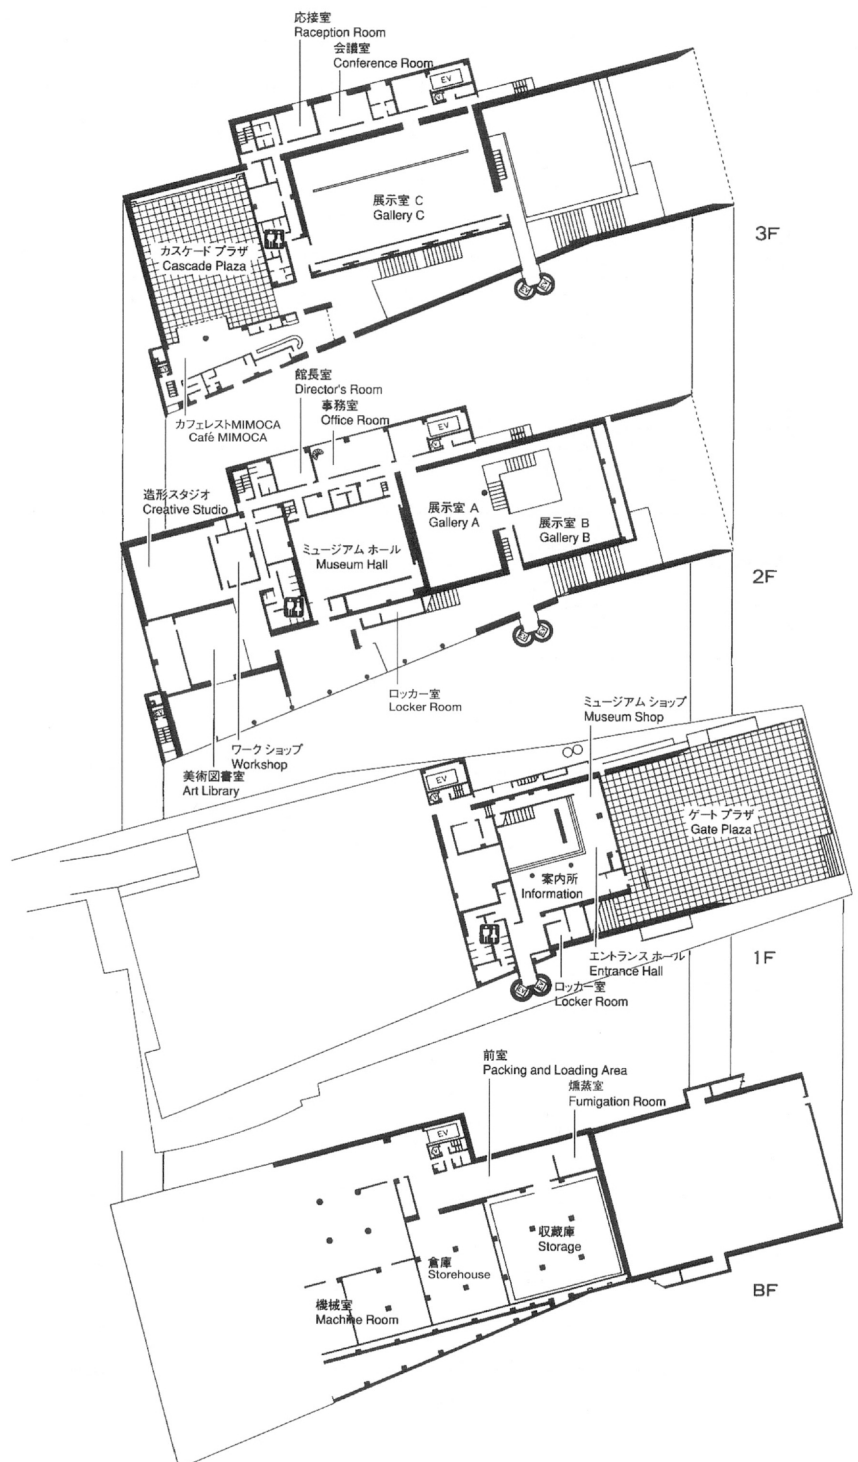 応接室
Raception Room
会議室
Conference Room
EV
展示室 C
Gallery C
カスケード プラザ
Cascade Plaza
3F
カフェレストMIMOCA
Café MIMOCA
館長室
Director's Room
事務室
Office Room
EV
造形スタジオ
Creative Studio
展示室 A
Gallery A
展示室 B
Gallery B
ミュージアム ホール
Museum Hall
2F
ロッカー室
Locker Room
ワーク ショップ
Workshop
美術図書室
Art Library
ミュージアム ショップ
Museum Shop
EV
ゲート プラザ
Gate Plaza
案内所
Information
エントランス ホール
Entrance Hall
1F
ロッカー室
Locker Room
前室
Packing and Loading Area
燻蒸室
Fumigation Room
EV
収蔵庫
Storage
倉庫
Storehouse
機械室
Machine Room
BF